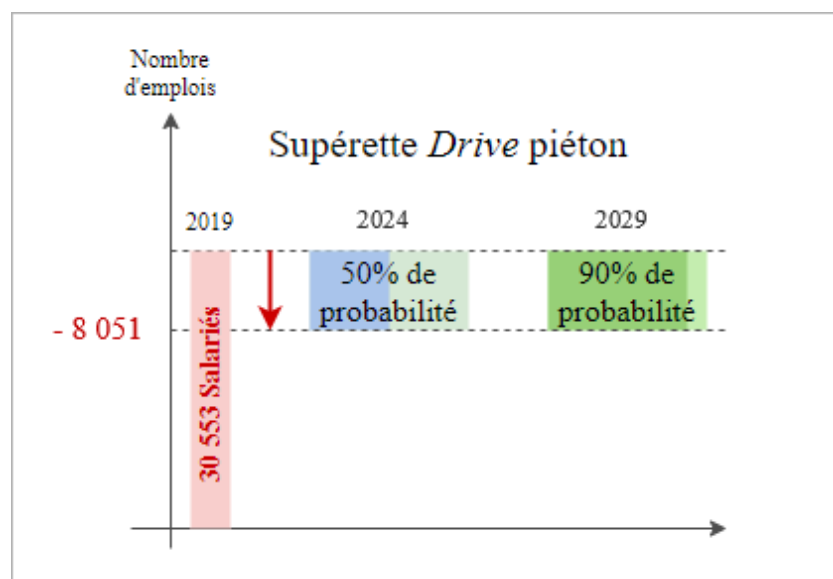 Nombre
d'emplois
Supérette Drive piéton
2019
2024
2029
50% de
probabilité
90% de
probabilité
- 8 051
30 553 Salariés